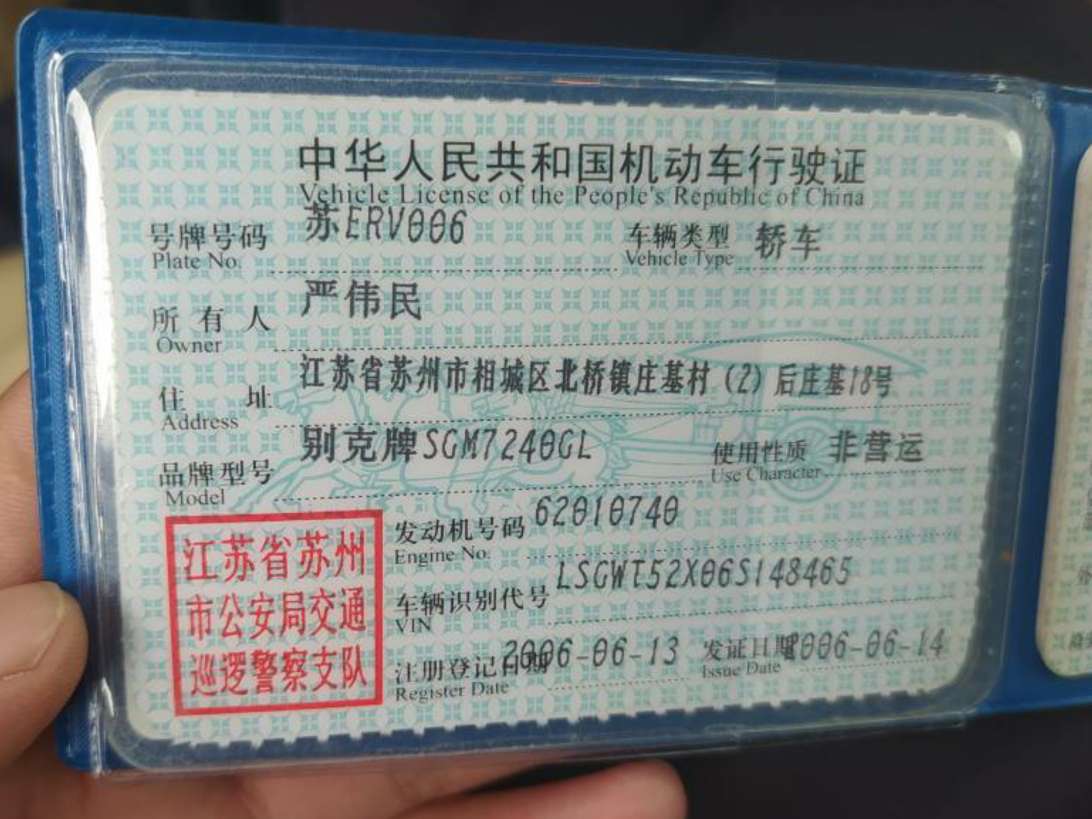 中华人民共和国机动车行驶证
Vehicle License of the People's Republic of China
号牌号码 苏ERV006 车辆类型 轿车
Plate No. Vehicle Type
所有人 严伟民
Owner
住址 江苏省苏州市相城区北桥镇庄基村（2）后庄基18号
Address
品牌型号 别克牌SGM7240GL 使用性质 非营运
Model Use Character
江苏省苏州
市公安局交通
巡逻警察支队
发动机号码 62010740
Engine No.
车辆识别代号 LSGWT52X06S148465
VIN
注册登记日期 2006-06-13 发证日期 2006-06-14
Register Date Issue Date